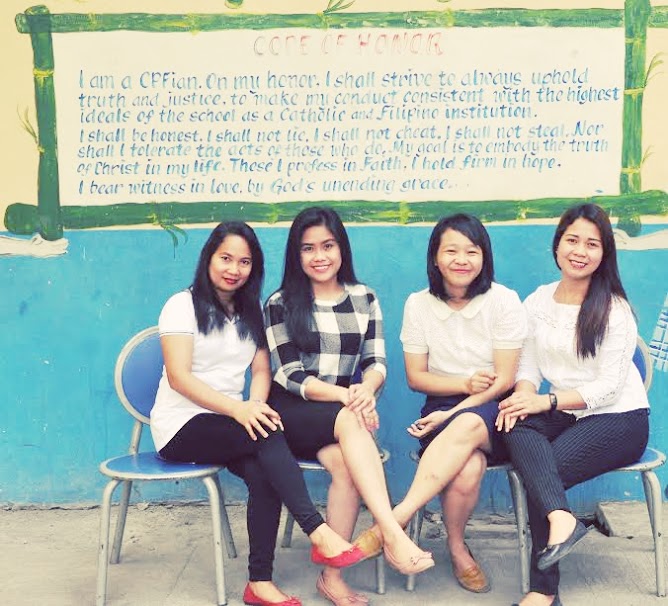 CODE OF HONOR
I am a CPFian. On my honor. I shall strive to always uphold
truth and justice, to make my conduct consistent with the highest
ideals of the school as a Catholic and Filipino institution.
I shall be honest. I shall not lie. I shall not cheat. I shall not steal. Nor
shall I tolerate the acts of those who do. My goal is to embody the truth
of Christ in my life. These I profess in Faith. I hold firm in hope.
I bear witness in love, by God's unending grace...